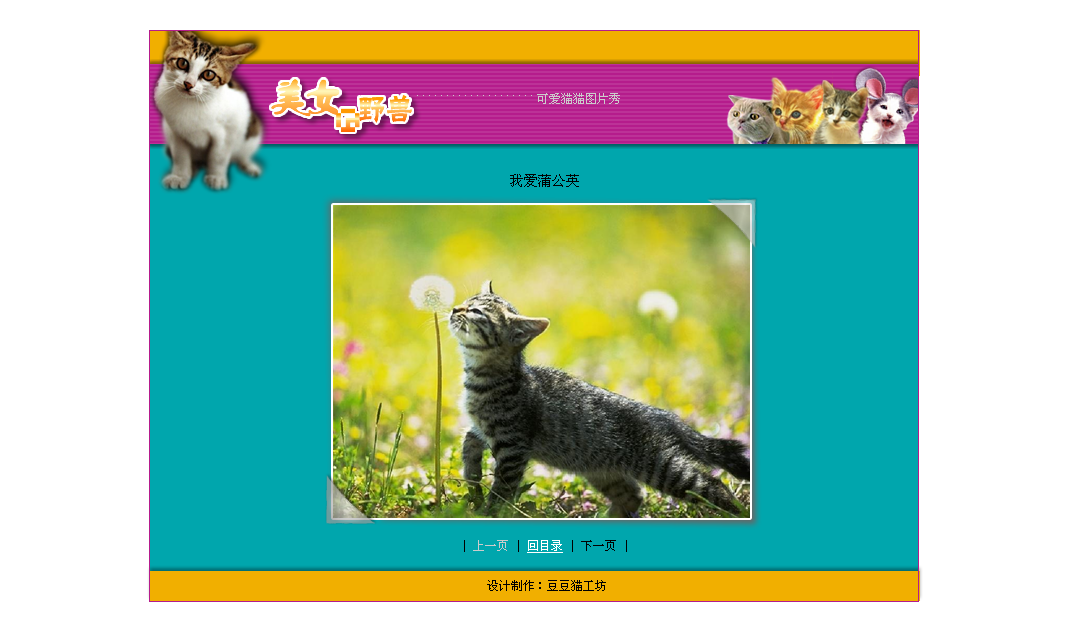 美女和野兽
可爱猫猫图片秀
我爱蒲公英
| 上一页 | 回目录 | 下一页 |
设计制作：豆豆猫工坊